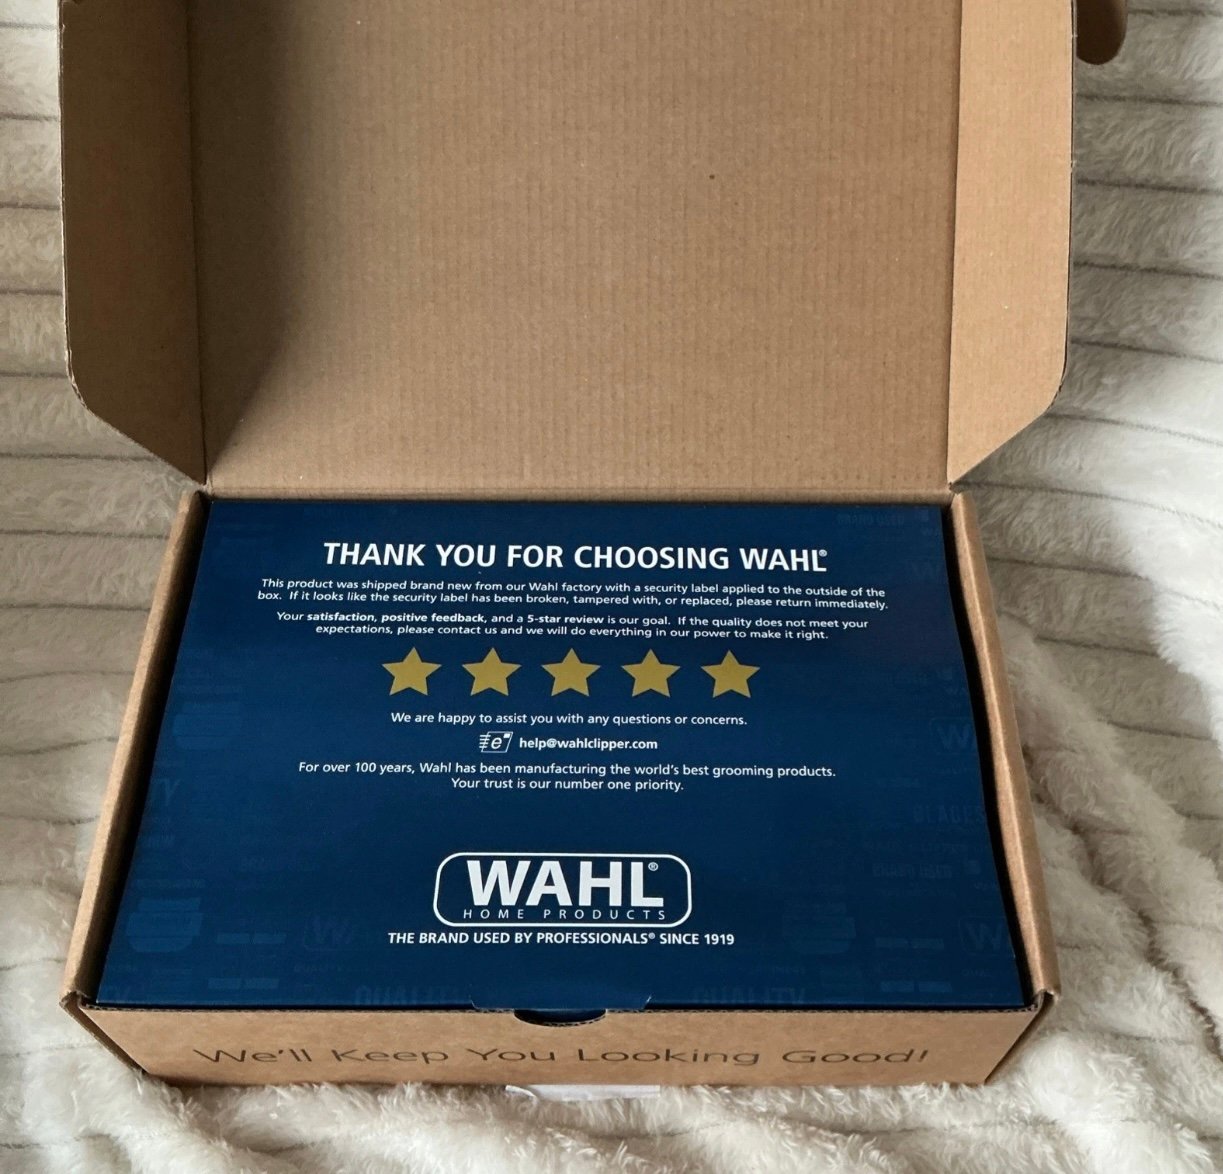 THANK YOU FOR CHOOSING WAHL®
This product was shipped brand new from our Wahl factory with a security label applied to the outside of the
box. If it looks like the security label has been broken, tampered with, or replaced, please return immediately.
Your satisfaction, positive feedback, and a 5-star review is our goal. If the quality does not meet your
expectations, please contact us and we will do everything in our power to make it right.
We are happy to assist you with any questions or concerns.
e help@wahlclipper.com
For over 100 years, Wahl has been manufacturing the world's best grooming products.
Your trust is our number one priority.
WAHL®
HOME PRODUCTS
THE BRAND USED BY PROFESSIONALS® SINCE 1919
We'll Keep You Looking Good!